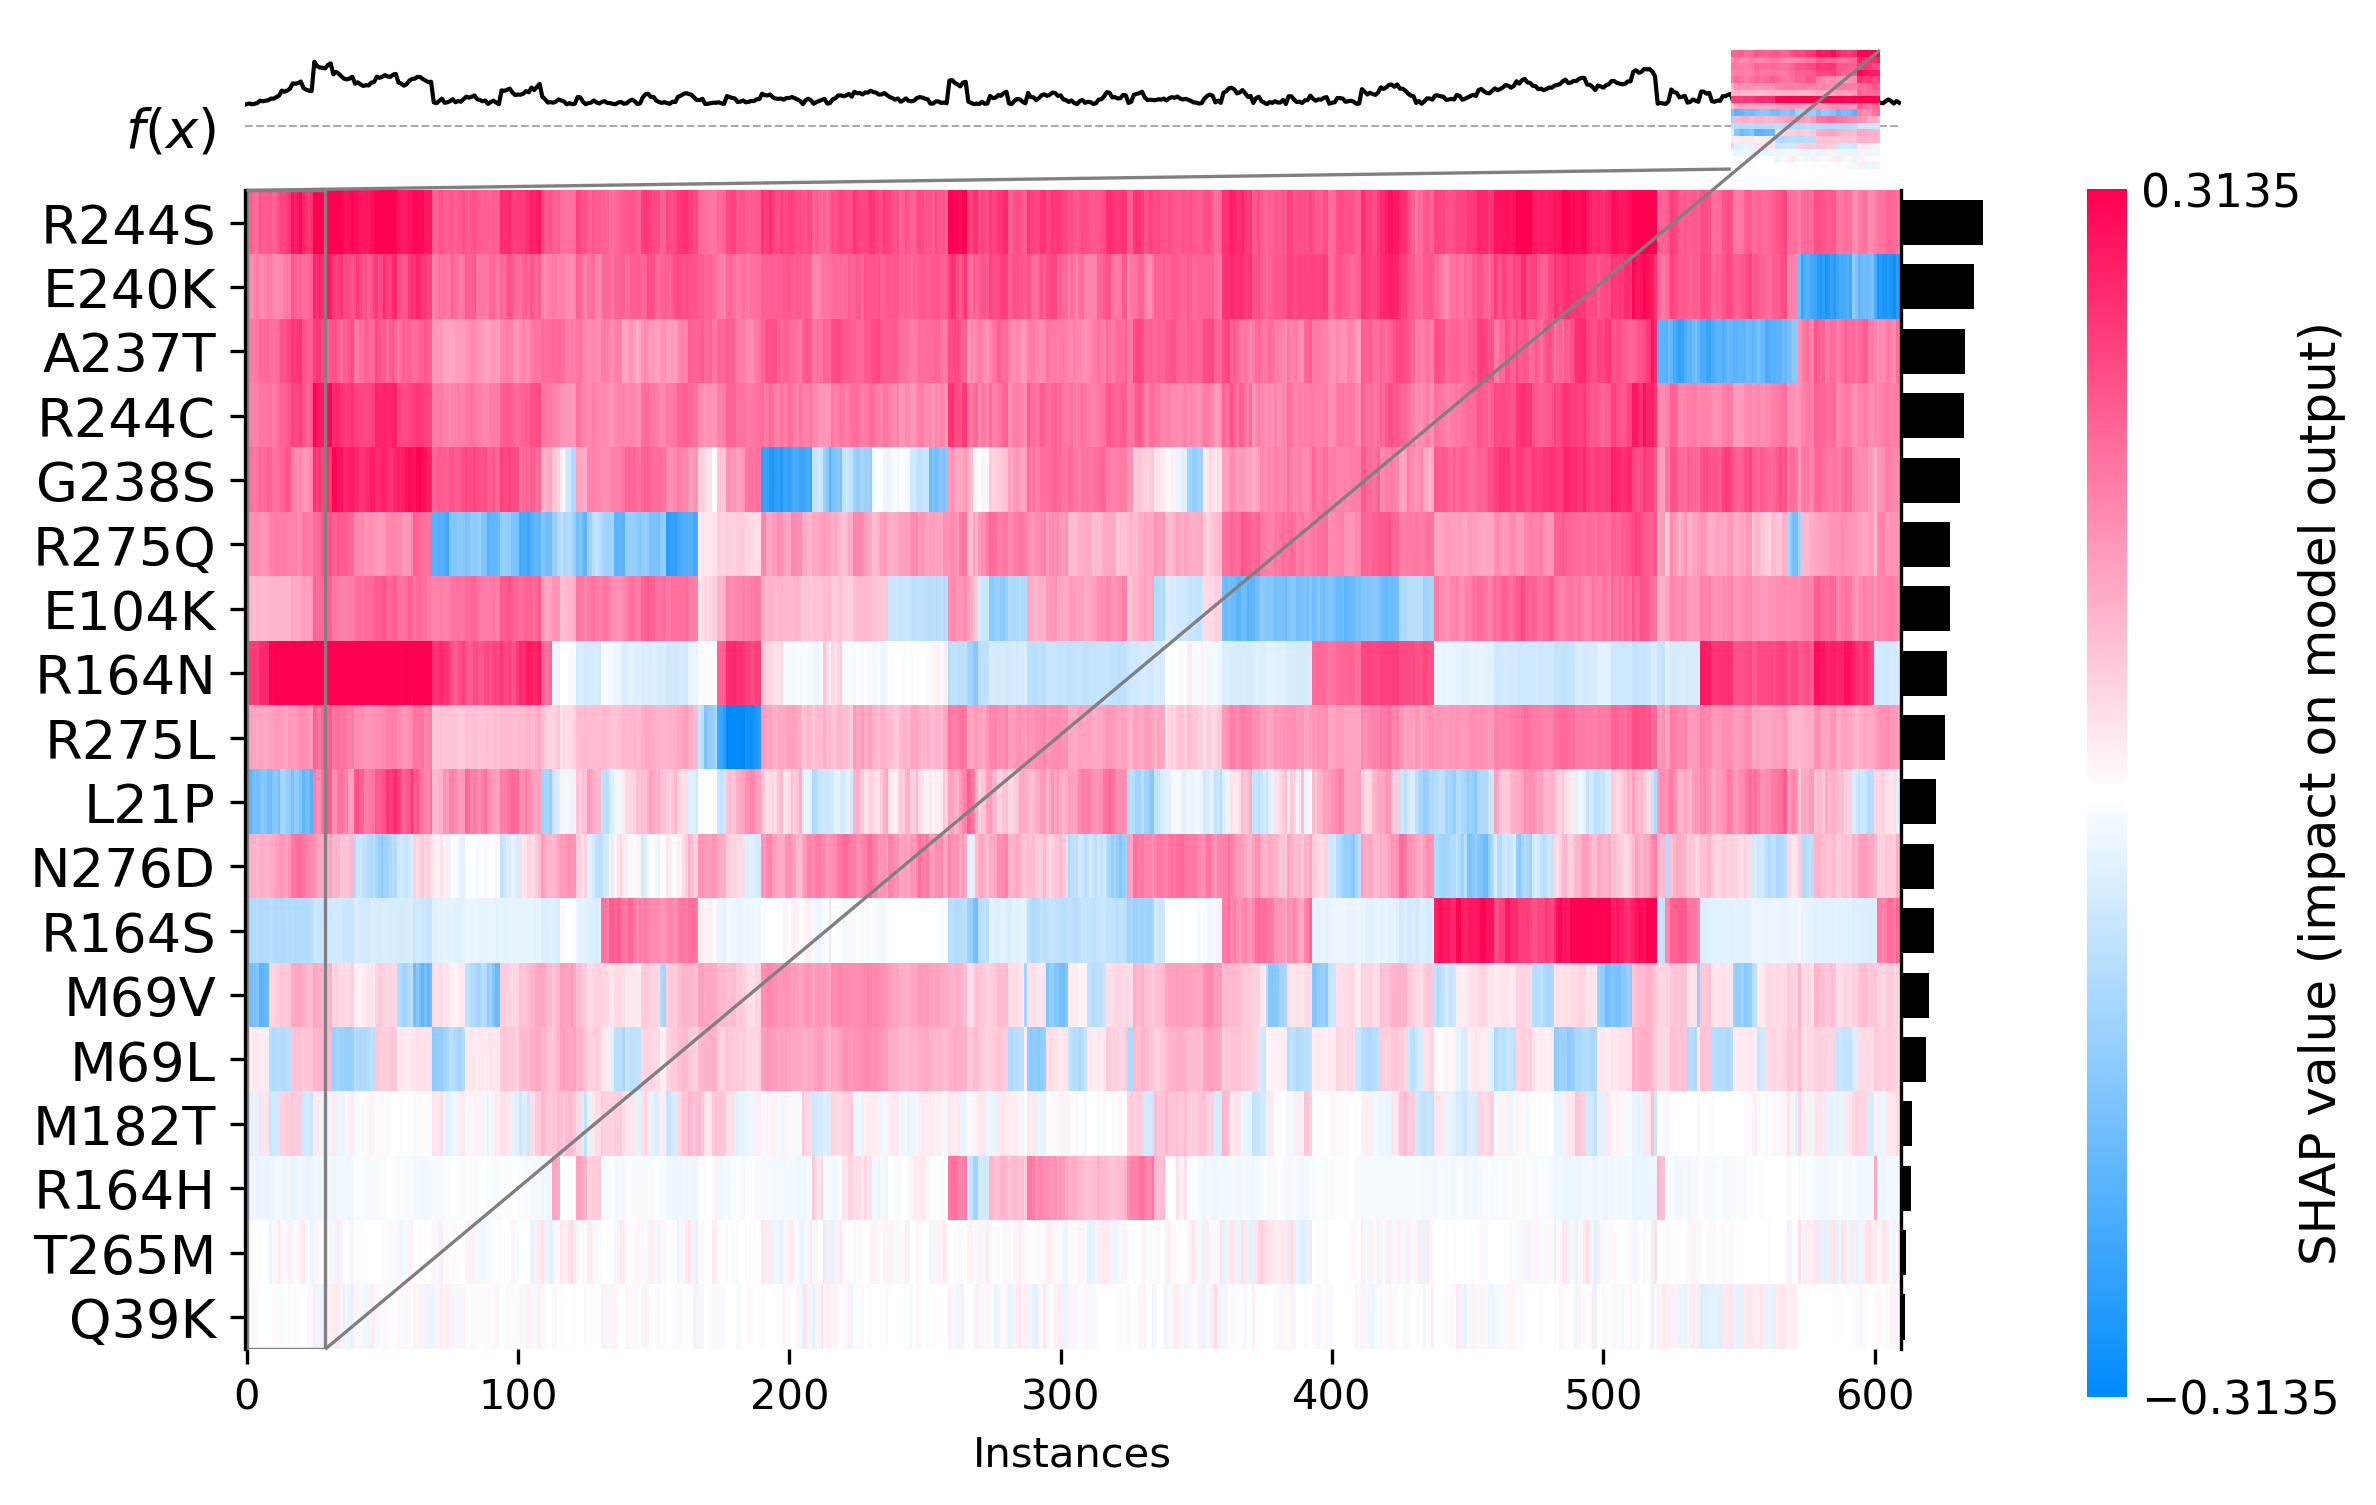 f(x)
R244S
E240K
A237T
R244C
G238S
R275Q
E104K
R164N
R275L
L21P
N276D
R164S
M69V
M69L
M182T
R164H
T265M
Q39K
0 100 200 300 400 500 600
Instances
0.3135
−0.3135
SHAP value (impact on model output)